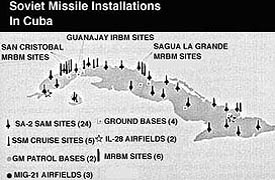 Soviet Missile Installations
In Cuba
GUANAJAY IRBM SITES
SAN CRISTOBAL
MRBM SITES
SAGUA LA GRANDE
MRBM SITES
SA-2 SAM SITES (24)
GROUND BASES (4)
SSM CRUISE SITES (5)
IL-28 AIRFIELDS (2)
GM PATROL BASES (2)
MRBM SITES (6)
MIG-21 AIRFIELDS (3)